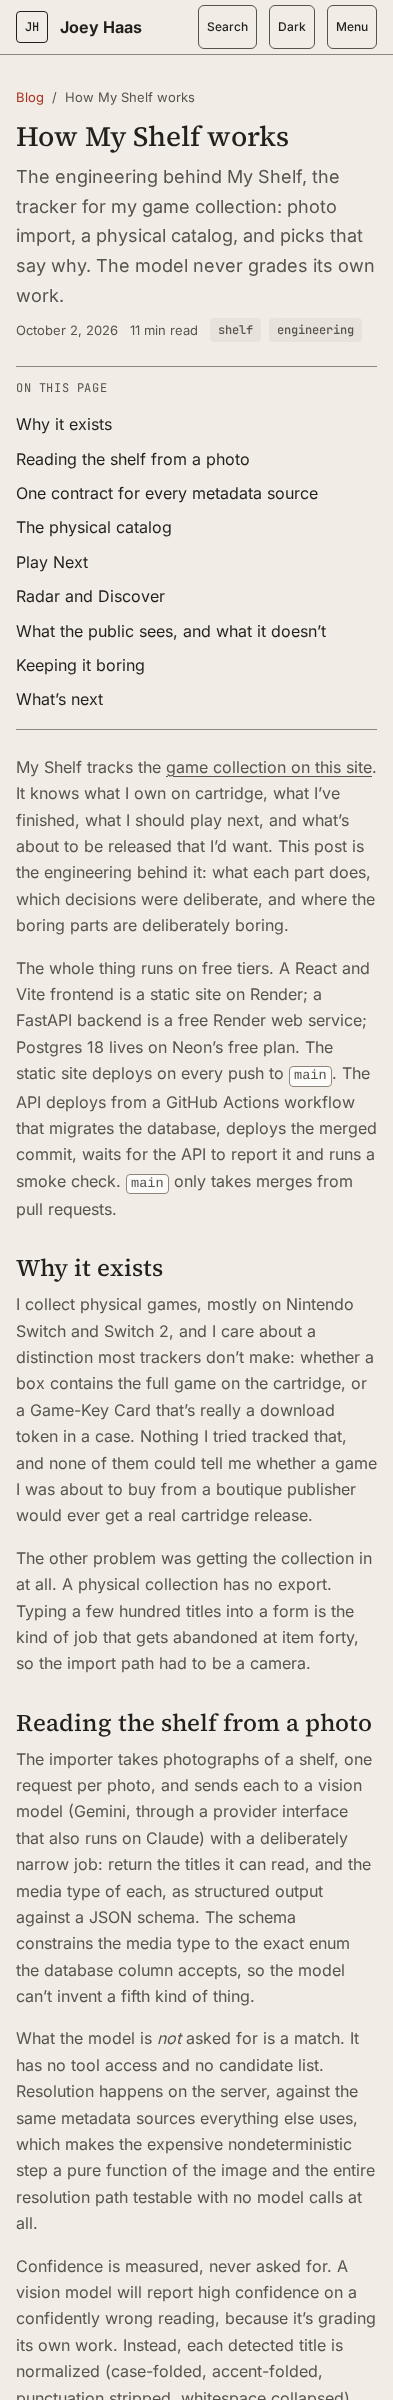 JH Joey Haas Search Dark Menu
Blog / How My Shelf works
How My Shelf works
The engineering behind My Shelf, the
tracker for my game collection: photo
import, a physical catalog, and picks that
say why. The model never grades its own
work.
October 2, 2026 11 min read shelf engineering
ON THIS PAGE
Why it exists
Reading the shelf from a photo
One contract for every metadata source
The physical catalog
Play Next
Radar and Discover
What the public sees, and what it doesn’t
Keeping it boring
What’s next
My Shelf tracks the game collection on this site.
It knows what I own on cartridge, what I’ve
finished, what I should play next, and what’s
about to be released that I’d want. This post is
the engineering behind it: what each part does,
which decisions were deliberate, and where the
boring parts are deliberately boring.
The whole thing runs on free tiers. A React and
Vite frontend is a static site on Render; a
FastAPI backend is a free Render web service;
Postgres 18 lives on Neon’s free plan. The
static site deploys on every push to main. The
API deploys from a GitHub Actions workflow
that migrates the database, deploys the merged
commit, waits for the API to report it and runs a
smoke check. main only takes merges from
pull requests.
Why it exists
I collect physical games, mostly on Nintendo
Switch and Switch 2, and I care about a
distinction most trackers don’t make: whether a
box contains the full game on the cartridge, or
a Game-Key Card that’s really a download
token in a case. Nothing I tried tracked that,
and none of them could tell me whether a game
I was about to buy from a boutique publisher
would ever get a real cartridge release.
The other problem was getting the collection in
at all. A physical collection has no export.
Typing a few hundred titles into a form is the
kind of job that gets abandoned at item forty,
so the import path had to be a camera.
Reading the shelf from a photo
The importer takes photographs of a shelf, one
request per photo, and sends each to a vision
model (Gemini, through a provider interface
that also runs on Claude) with a deliberately
narrow job: return the titles it can read, and the
media type of each, as structured output
against a JSON schema. The schema
constrains the media type to the exact enum
the database column accepts, so the model
can’t invent a fifth kind of thing.
What the model is not asked for is a match. It
has no tool access and no candidate list.
Resolution happens on the server, against the
same metadata sources everything else uses,
which makes the expensive nondeterministic
step a pure function of the image and the entire
resolution path testable with no model calls at
all.
Confidence is measured, never asked for. A
vision model will report high confidence on a
confidently wrong reading, because it’s grading
its own work. Instead, each detected title is
normalized (case-folded, accent-folded,
punctuation stripped, whitespace collapsed)